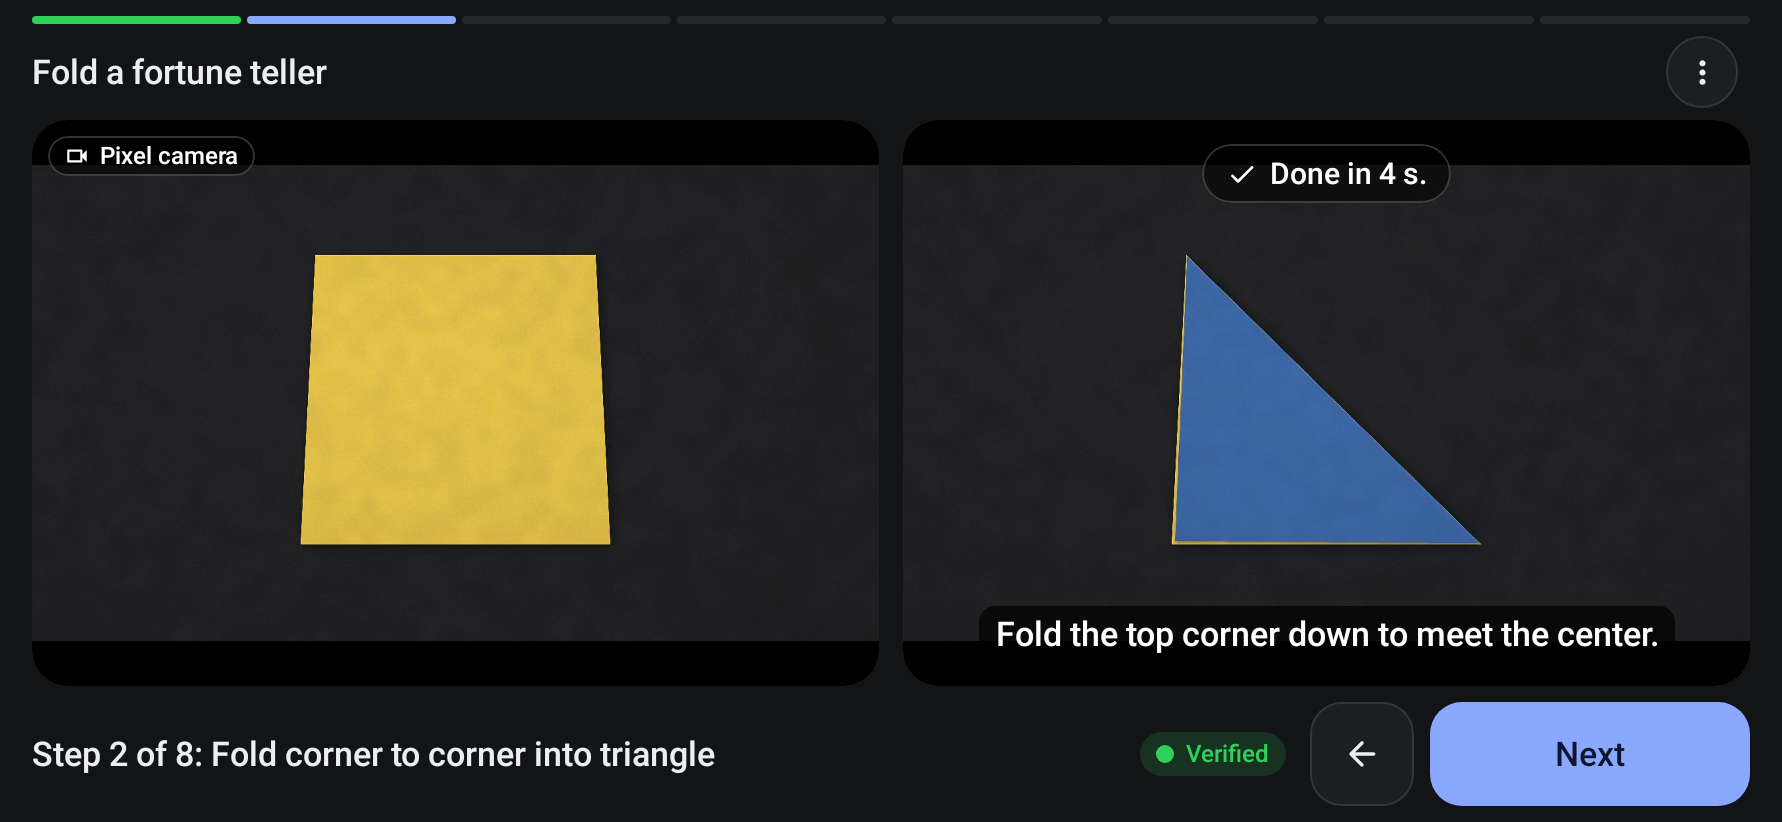 Fold a fortune teller
Pixel camera
Done in 4 s.
Fold the top corner down to meet the center.
Step 2 of 8: Fold corner to corner into triangle
Verified
Next